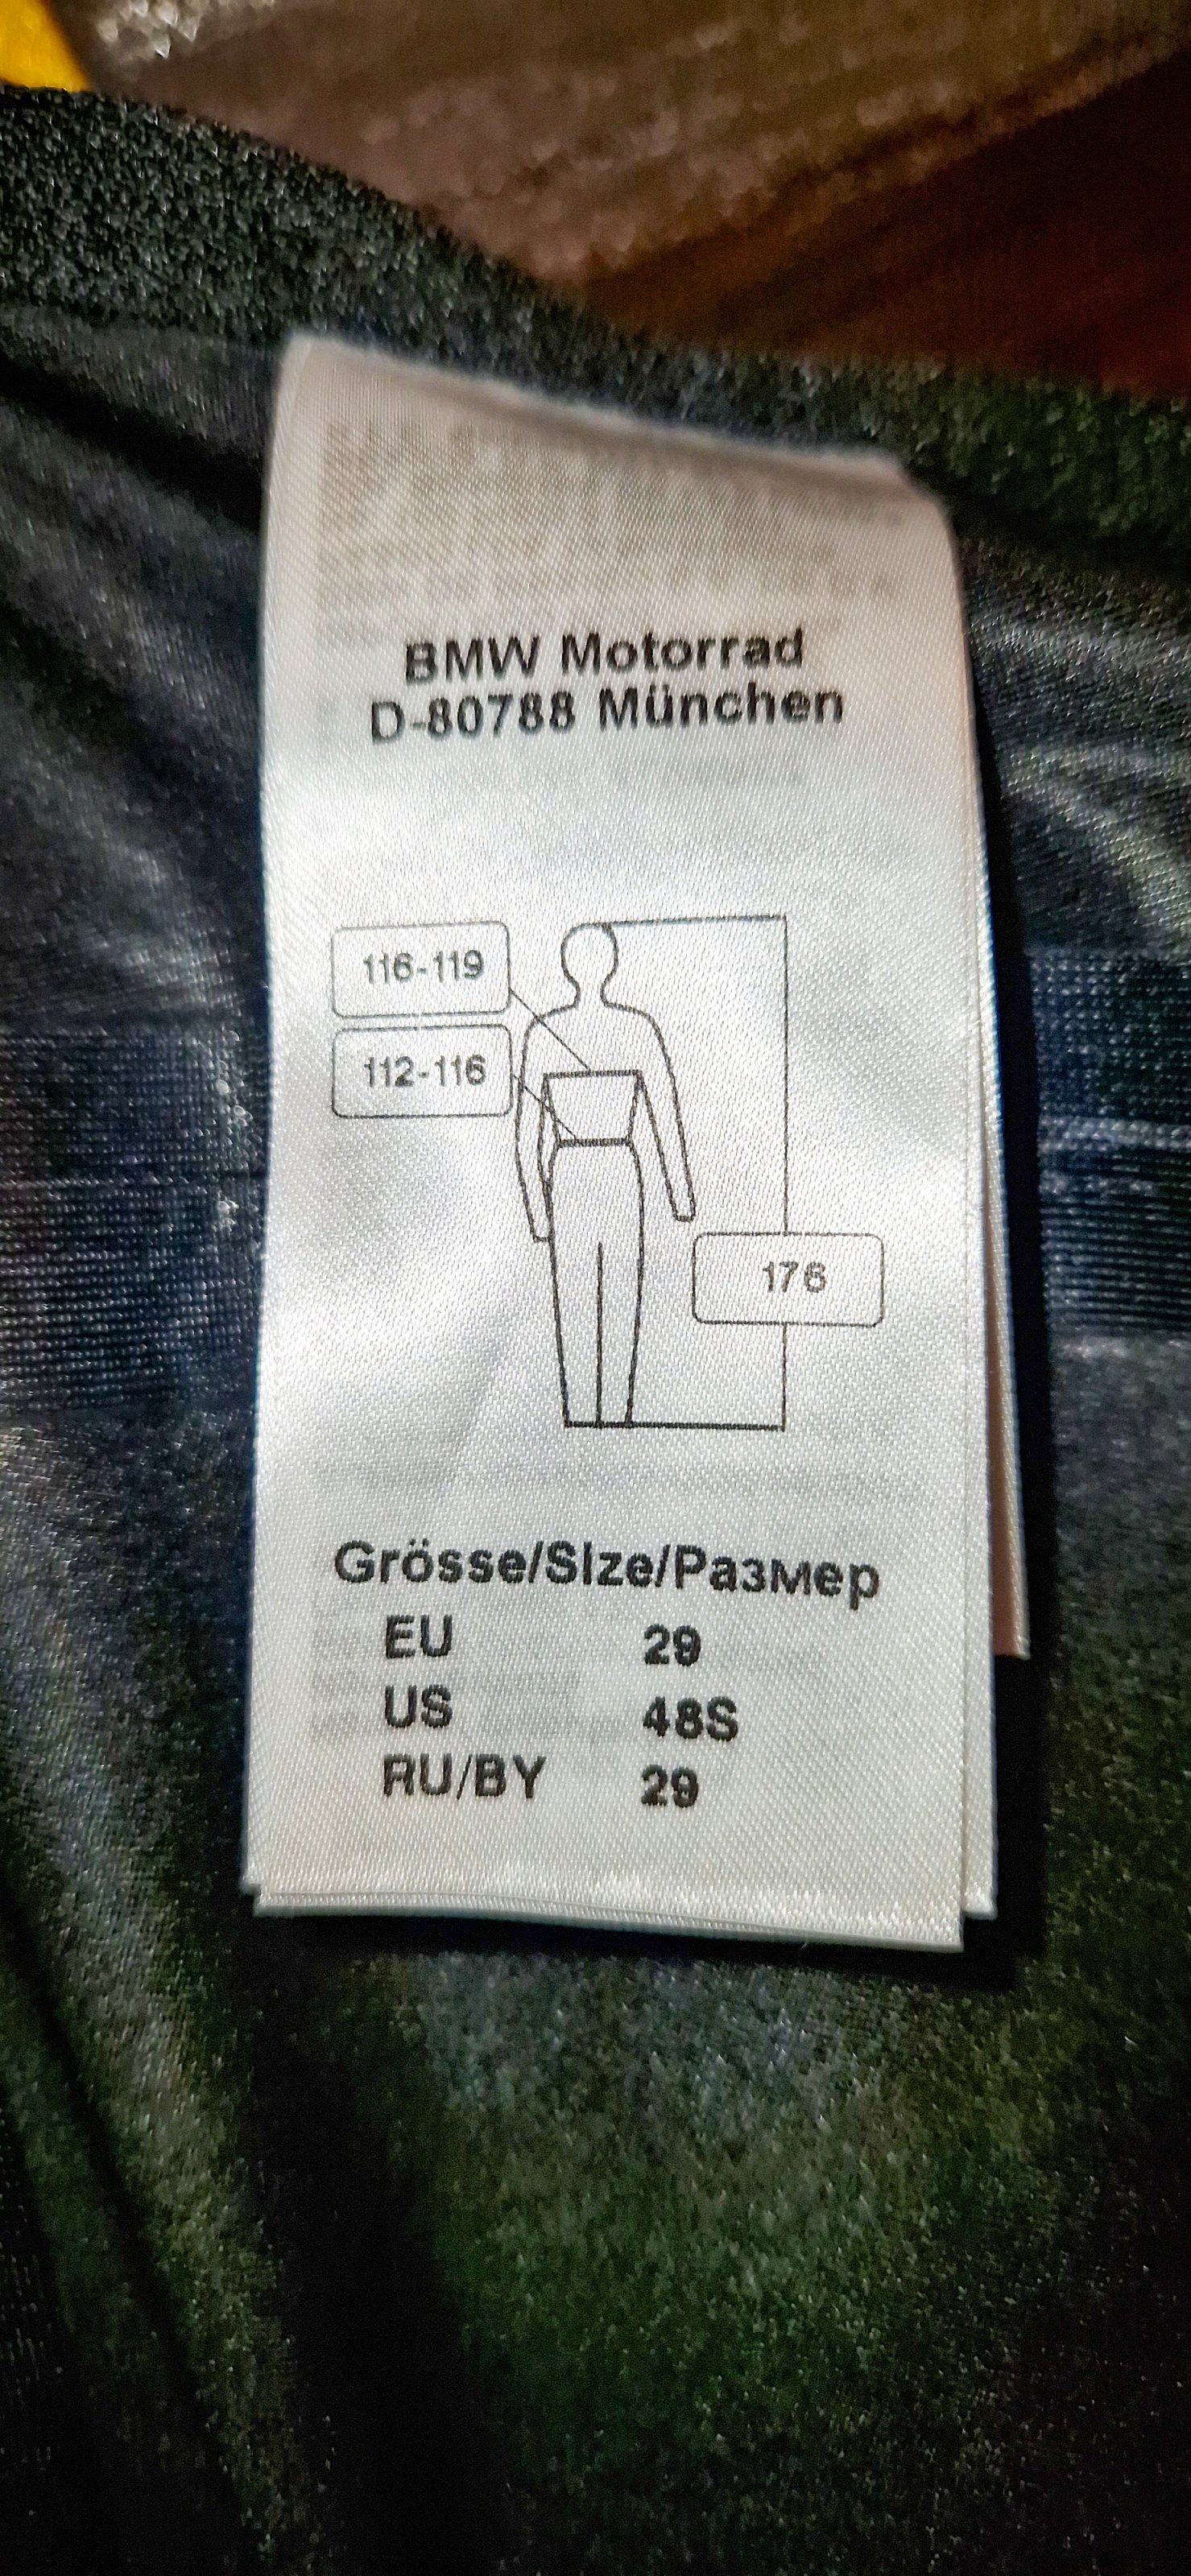 BMW Motorrad
D-80788 München
116-119
112-116
176
Grösse/Size/Размер
EU 29
US 48S
RU/BY 29